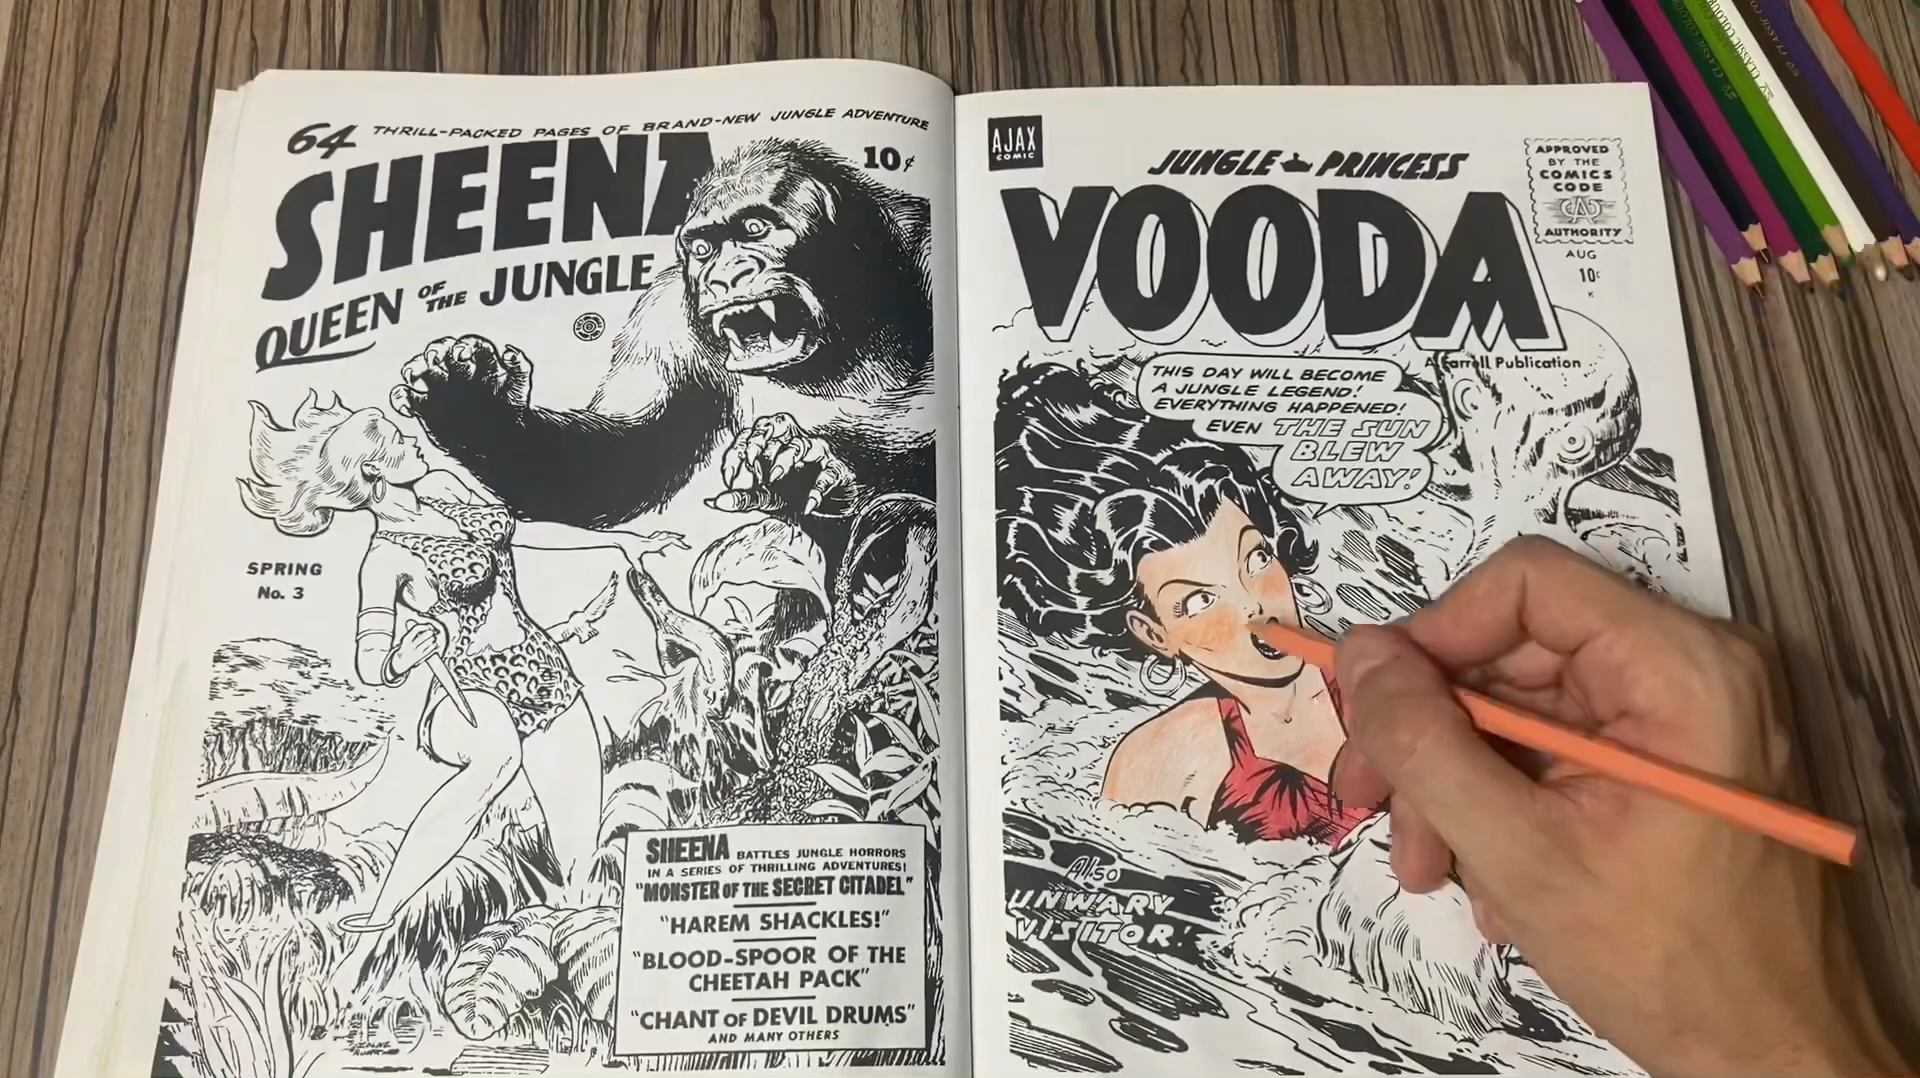 64 THRILL-PACKED PAGES OF BRAND-NEW JUNGLE ADVENTURE
SHEENA
10¢
QUEEN OF THE JUNGLE
SPRING
No. 3
SHEENA BATTLES JUNGLE HORRORS
IN A SERIES OF THRILLING ADVENTURES!
"MONSTER OF THE SECRET CITADEL"
"HAREM SHACKLES!"
"BLOOD-SPOOR OF THE
CHEETAH PACK"
"CHANT OF DEVIL DRUMS"
AND MANY OTHERS
AJAX
COMIC
JUNGLE PRINCESS
VOODA
APPROVED
BY THE
COMICS
CODE
CA
AUTHORITY
AUG
10¢
K
A Farrell Publication
THIS DAY WILL BECOME
A JUNGLE LEGEND!
EVERYTHING HAPPENED!
EVEN THE SUN
BLEW
AWAY!
Also
UNWARY
VISITOR!
CLASSIC COLOUR